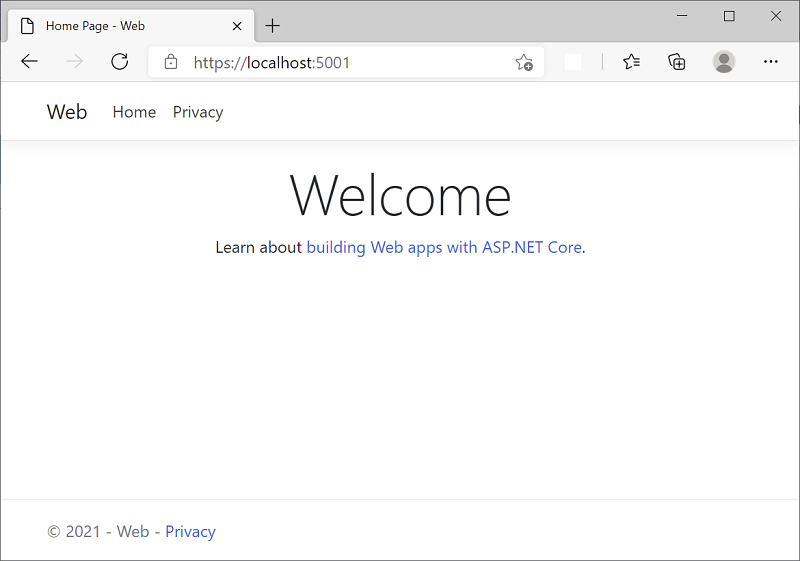 Home Page - Web
https://localhost:5001
Web Home Privacy
Welcome
Learn about building Web apps with ASP.NET Core.
© 2021 - Web - Privacy